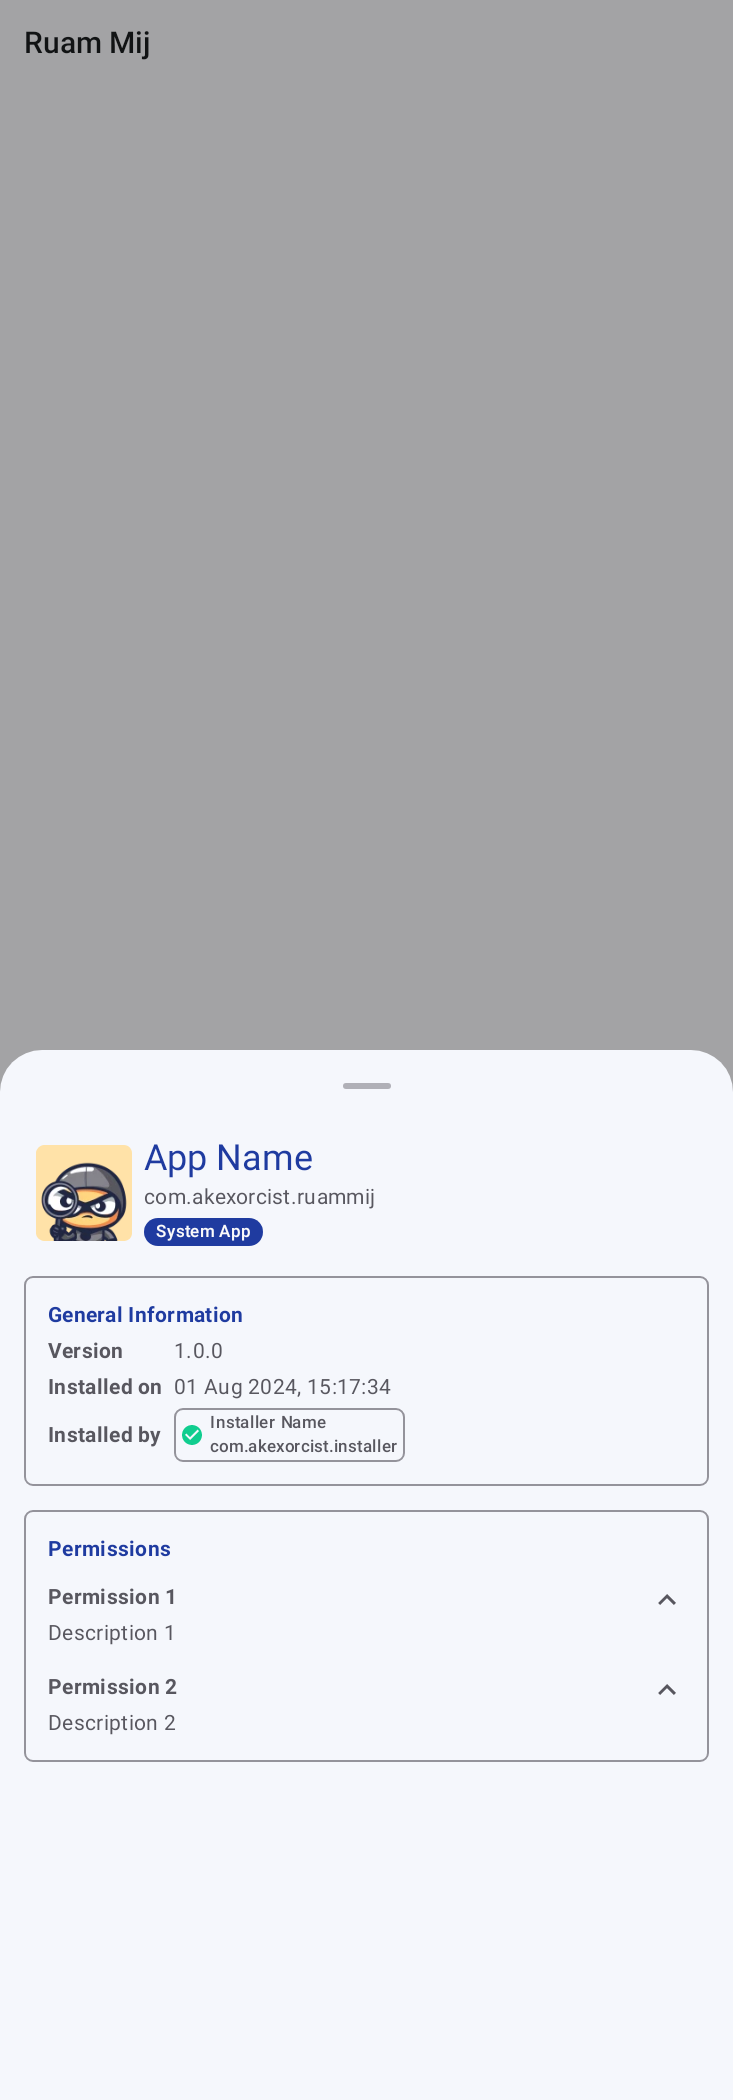 Ruam Mij
App Name
com.akexorcist.ruammij
System App
General Information
Version 1.0.0
Installed on 01 Aug 2024, 15:17:34
Installed by Installer Name
com.akexorcist.installer
Permissions
Permission 1
Description 1
Permission 2
Description 2